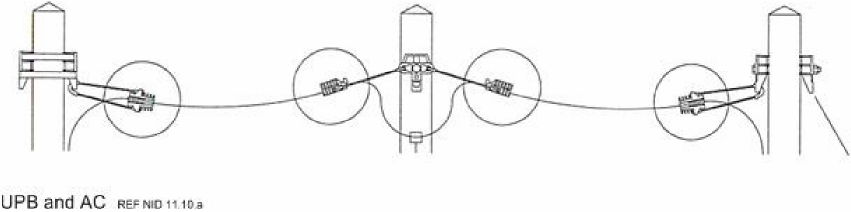 UPB and AC REF NID 11.10.a